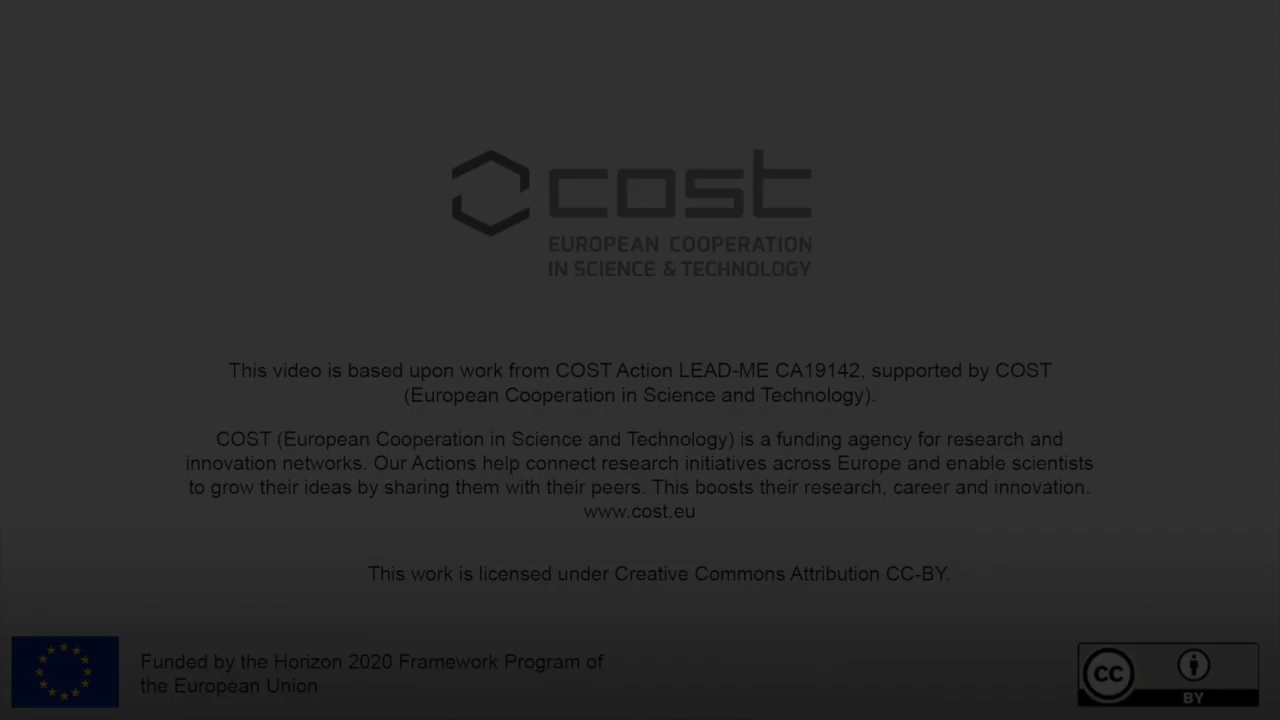 cost
EUROPEAN COOPERATION
IN SCIENCE & TECHNOLOGY
This video is based upon work from COST Action LEAD-ME CA19142, supported by COST
(European Cooperation in Science and Technology).
COST (European Cooperation in Science and Technology) is a funding agency for research and
innovation networks. Our Actions help connect research initiatives across Europe and enable scientists
to grow their ideas by sharing them with their peers. This boosts their research, career and innovation.
www.cost.eu
This work is licensed under Creative Commons Attribution CC-BY.
Funded by the Horizon 2020 Framework Program of
the European Union
CC
BY